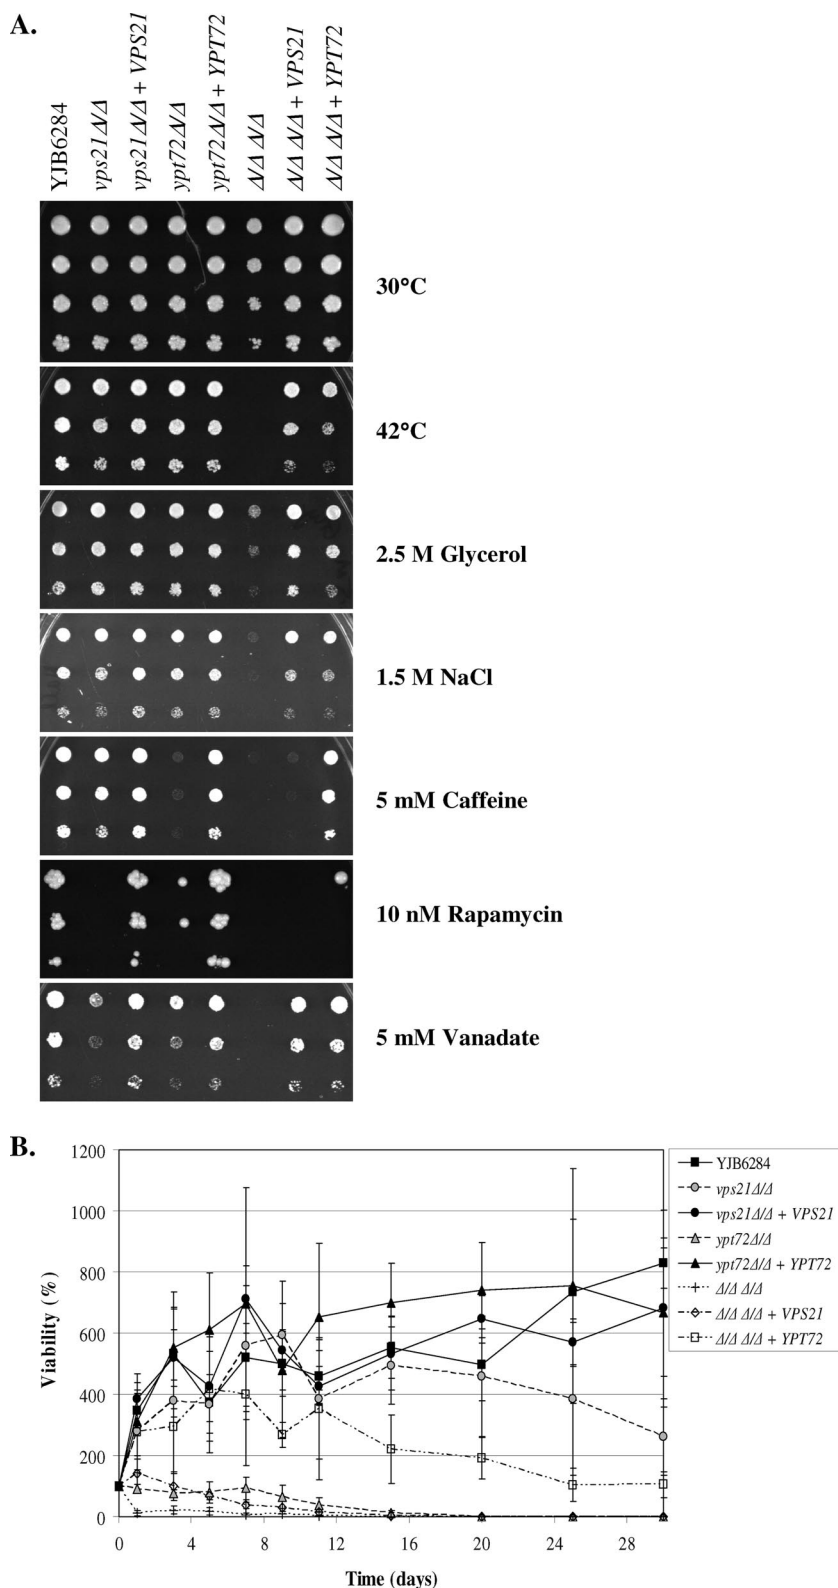 A.
YJB6284
vps21Δ/Δ
vps21Δ/Δ + VPS21
ypt72Δ/Δ
ypt72Δ/Δ + YPT72
Δ/Δ Δ/Δ
Δ/Δ Δ/Δ + VPS21
Δ/Δ Δ/Δ + YPT72
30°C
42°C
2.5 M Glycerol
1.5 M NaCl
5 mM Caffeine
10 nM Rapamycin
5 mM Vanadate
B.
Viability (%)
1200
1000
800
600
400
200
0
0 4 8 12 16 20 24 28
Time (days)
YJB6284
vps21Δ/Δ
vps21Δ/Δ + VPS21
ypt72Δ/Δ
ypt72Δ/Δ + YPT72
Δ/Δ Δ/Δ
Δ/Δ Δ/Δ + VPS21
Δ/Δ Δ/Δ + YPT72